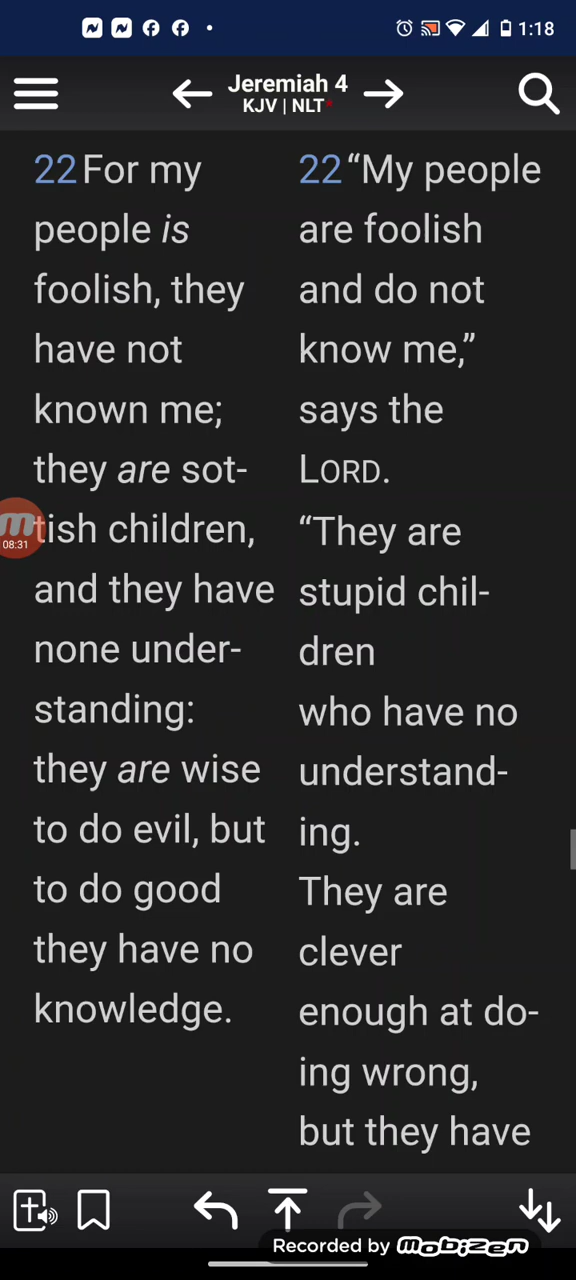 1:18
Jeremiah 4
KJV | NLT*
22 For my
people is
foolish, they
have not
known me;
they are sot-
tish children,
and they have
none under-
standing:
they are wise
to do evil, but
to do good
they have no
knowledge.
22 “My people
are foolish
and do not
know me,”
says the
LORD.
“They are
stupid chil-
dren
who have no
understand-
ing.
They are
clever
enough at do-
ing wrong,
but they have
08:31
Recorded by mobizen